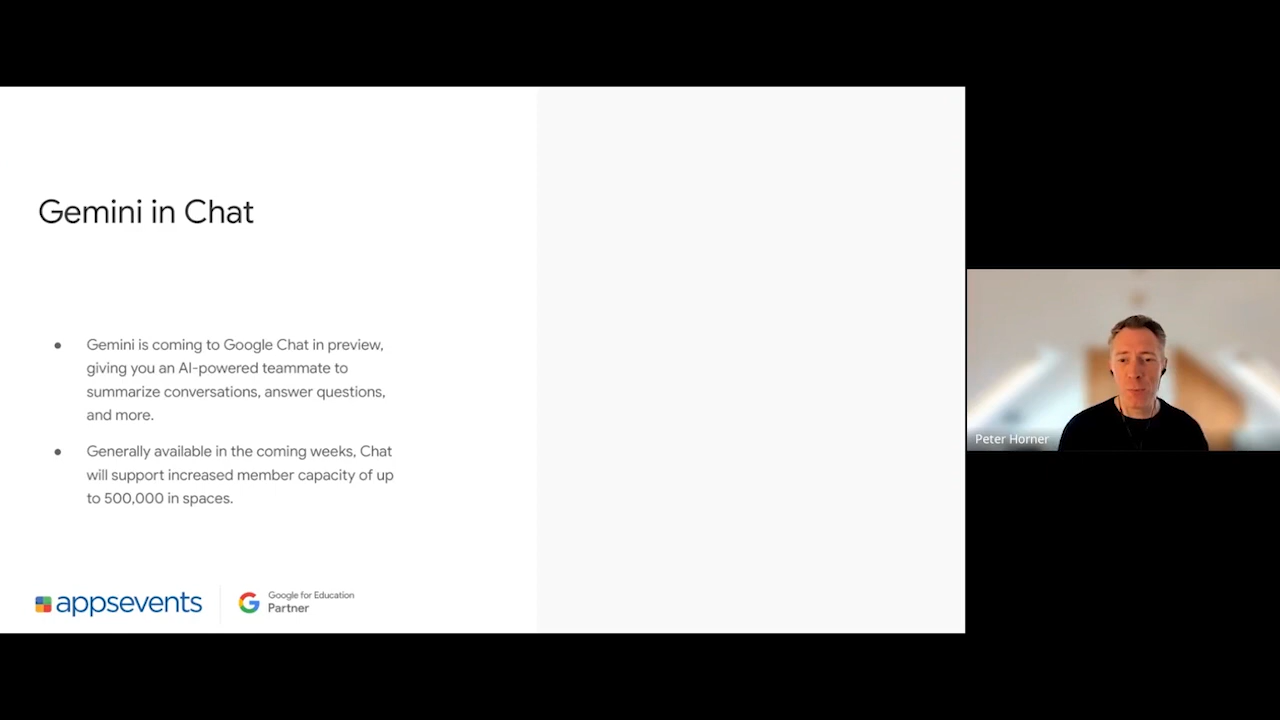 Gemini in Chat
● Gemini is coming to Google Chat in preview,
giving you an AI-powered teammate to
summarize conversations, answer questions,
and more.
● Generally available in the coming weeks, Chat
will support increased member capacity of up
to 500,000 in spaces.
appsevents
Google for Education
Partner
Peter Horner